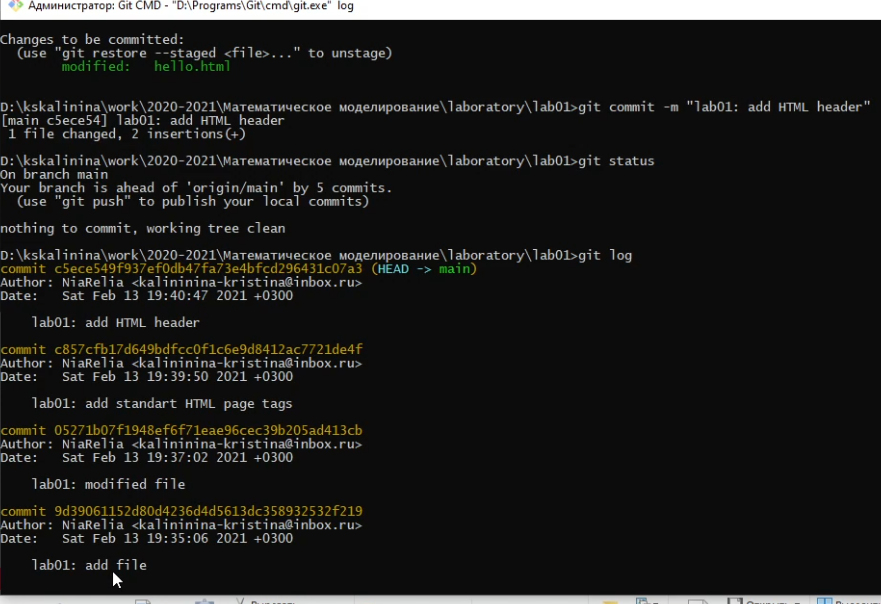 Администратор: Git CMD - "D:\Programs\Git\cmd\git.exe" log
Changes to be committed:
(use "git restore --staged <file>..." to unstage)
modified: hello.html
D:\kskalinina\work\2020-2021\Математическое моделирование\laboratory\lab01>git commit -m "lab01: add HTML header"
[main c5ece54] lab01: add HTML header
1 file changed, 2 insertions(+)
D:\kskalinina\work\2020-2021\Математическое моделирование\laboratory\lab01>git status
On branch main
Your branch is ahead of 'origin/main' by 5 commits.
(use "git push" to publish your local commits)
nothing to commit, working tree clean
D:\kskalinina\work\2020-2021\Математическое моделирование\laboratory\lab01>git log
commit c5ece549f937ef0db47fa73e4bfcd296431c07a3 (HEAD -> main)
Author: NiaRelia <kalininina-kristina@inbox.ru>
Date: Sat Feb 13 19:40:47 2021 +0300
lab01: add HTML header
commit c857cfb17d649bdfcc0f1c6e9d8412ac7721de4f
Author: NiaRelia <kalininina-kristina@inbox.ru>
Date: Sat Feb 13 19:39:50 2021 +0300
lab01: add standart HTML page tags
commit 05271b07f1948ef6f71eae96cec39b205ad413cb
Author: NiaRelia <kalininina-kristina@inbox.ru>
Date: Sat Feb 13 19:37:02 2021 +0300
lab01: modified file
commit 9d39061152d80d4236d4d5613dc358932532f219
Author: NiaRelia <kalininina-kristina@inbox.ru>
Date: Sat Feb 13 19:35:06 2021 +0300
lab01: add file